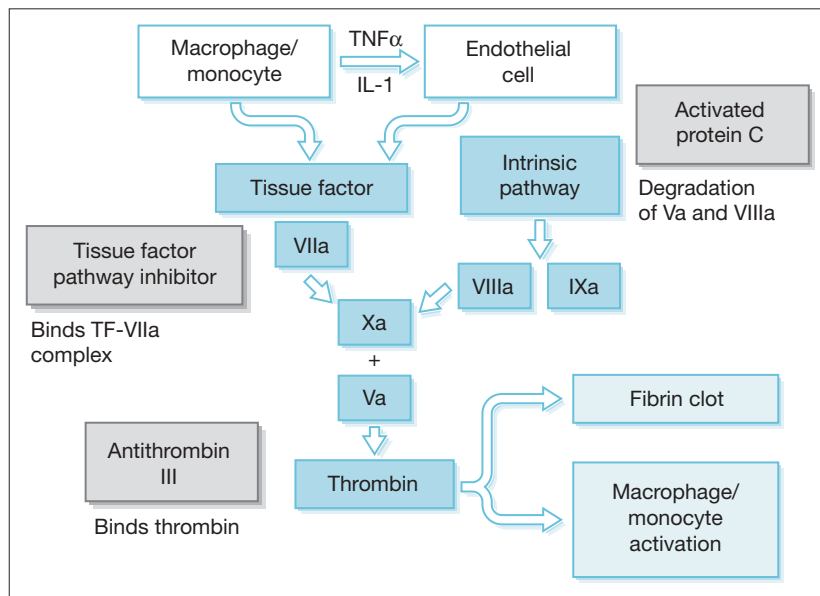 Macrophage/
monocyte
TNFα
IL-1
Endothelial
cell
Activated
protein C
Degradation
of Va and VIIIa
Tissue factor
Intrinsic
pathway
VIIa
Tissue factor
pathway inhibitor
Binds TF-VIIa
complex
VIIIa
IXa
Xa
+
Va
Fibrin clot
Antithrombin
III
Binds thrombin
Thrombin
Macrophage/
monocyte
activation